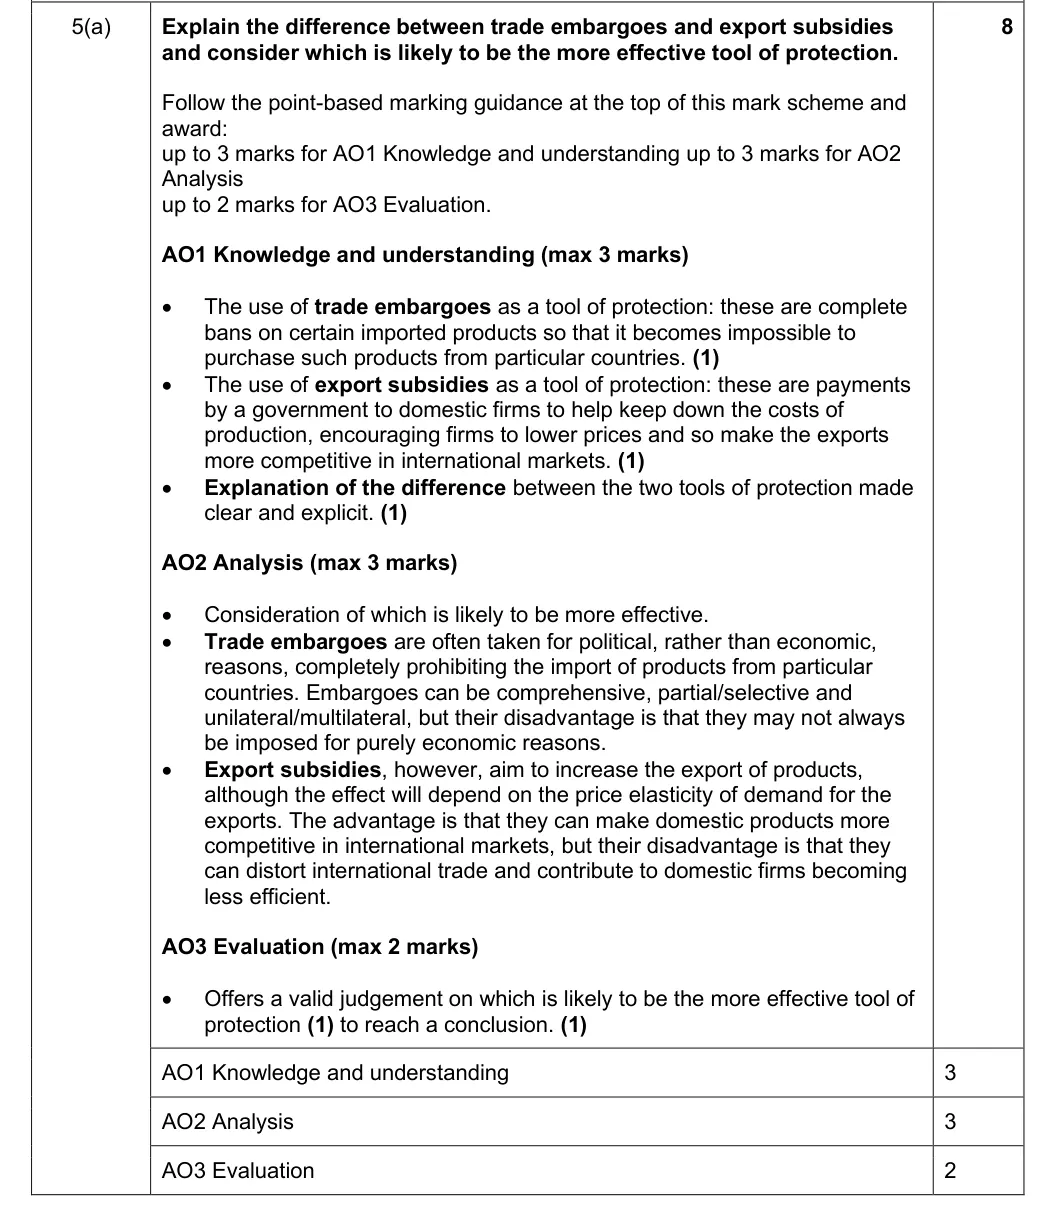 5(a)
Explain the difference between trade embargoes and export subsidies
and consider which is likely to be the more effective tool of protection.
8
Follow the point-based marking guidance at the top of this mark scheme and
award:
up to 3 marks for AO1 Knowledge and understanding up to 3 marks for AO2
Analysis
up to 2 marks for AO3 Evaluation.
AO1 Knowledge and understanding (max 3 marks)
• The use of trade embargoes as a tool of protection: these are complete
bans on certain imported products so that it becomes impossible to
purchase such products from particular countries. (1)
• The use of export subsidies as a tool of protection: these are payments
by a government to domestic firms to help keep down the costs of
production, encouraging firms to lower prices and so make the exports
more competitive in international markets. (1)
• Explanation of the difference between the two tools of protection made
clear and explicit. (1)
AO2 Analysis (max 3 marks)
• Consideration of which is likely to be more effective.
• Trade embargoes are often taken for political, rather than economic,
reasons, completely prohibiting the import of products from particular
countries. Embargoes can be comprehensive, partial/selective and
unilateral/multilateral, but their disadvantage is that they may not always
be imposed for purely economic reasons.
• Export subsidies, however, aim to increase the export of products,
although the effect will depend on the price elasticity of demand for the
exports. The advantage is that they can make domestic products more
competitive in international markets, but their disadvantage is that they
can distort international trade and contribute to domestic firms becoming
less efficient.
AO3 Evaluation (max 2 marks)
• Offers a valid judgement on which is likely to be the more effective tool of
protection (1) to reach a conclusion. (1)
AO1 Knowledge and understanding 3
AO2 Analysis 3
AO3 Evaluation 2